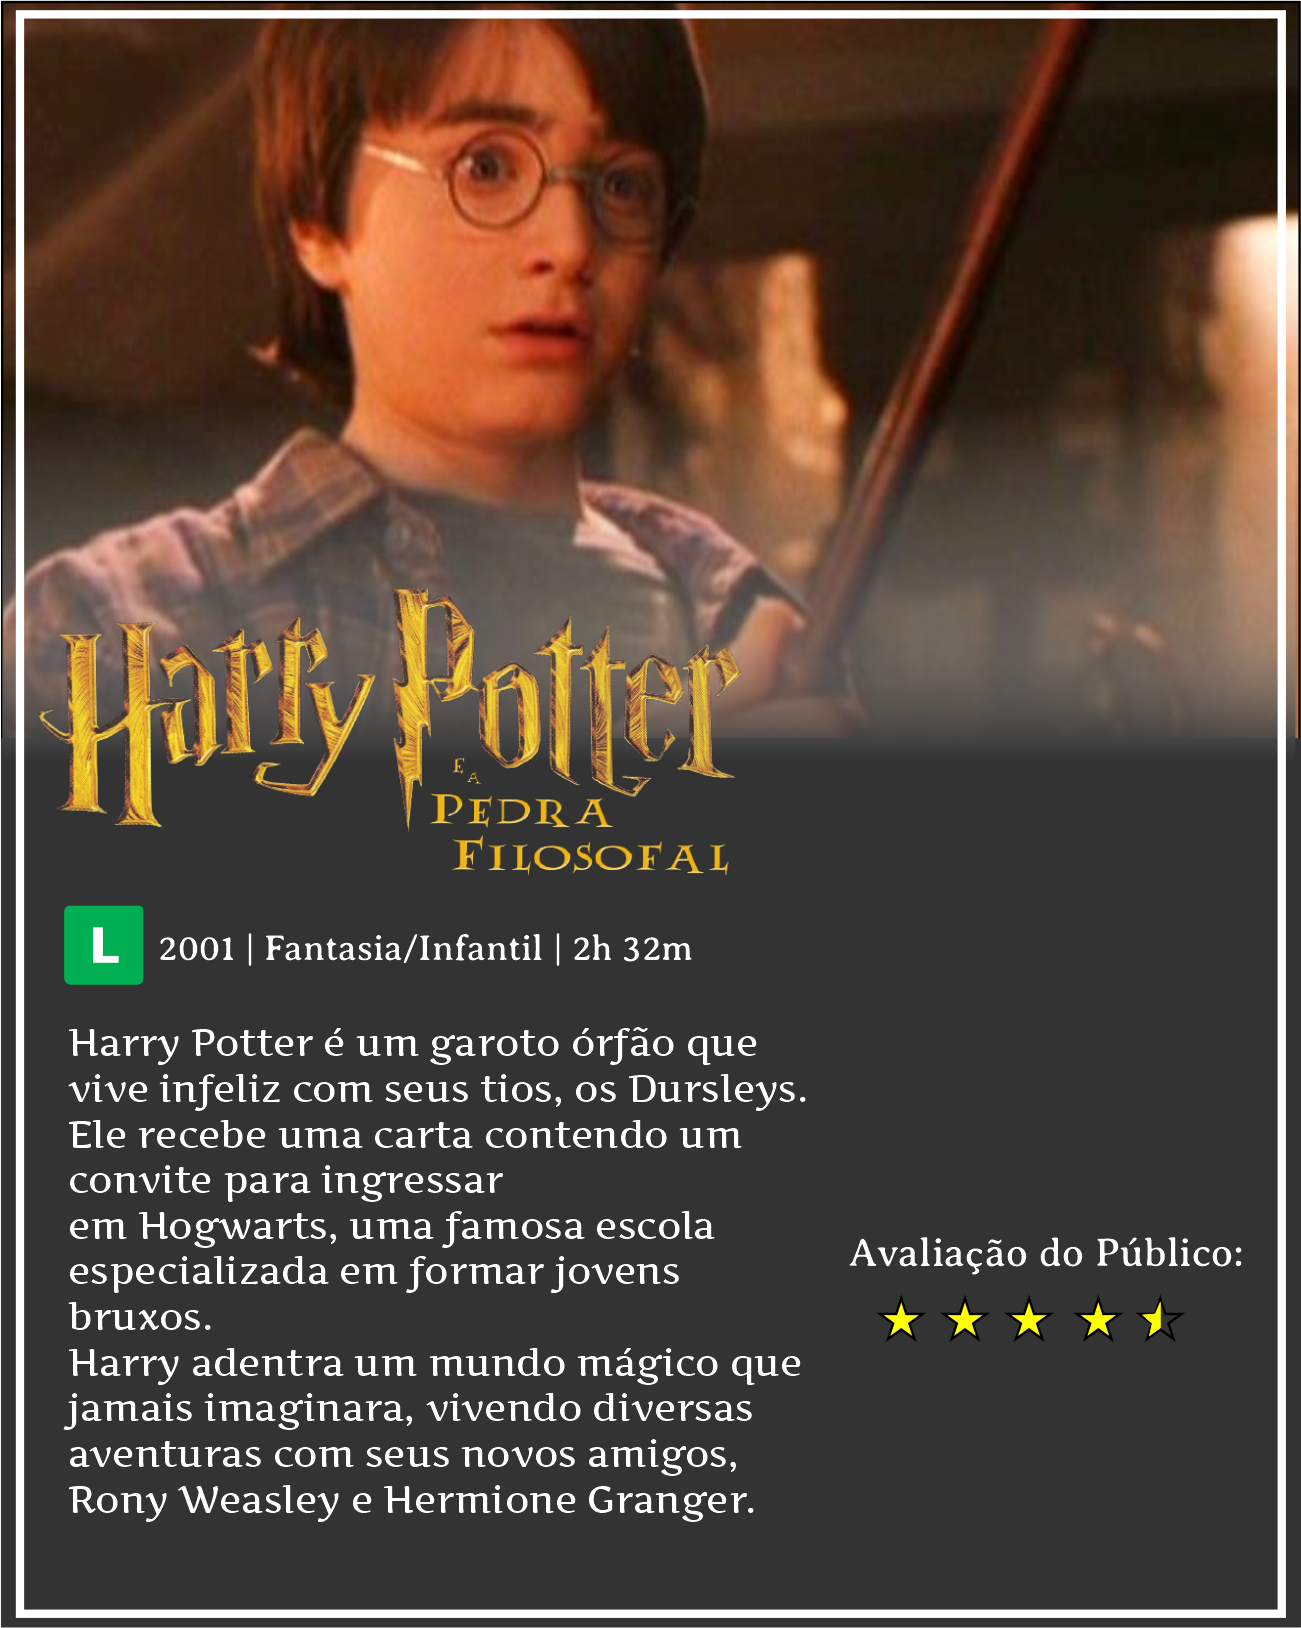 Harry Potter
E A
PEDRA
FILOSOFAL
L
2001 | Fantasia/Infantil | 2h 32m
Harry Potter é um garoto órfão que
vive infeliz com seus tios, os Dursleys.
Ele recebe uma carta contendo um
convite para ingressar
em Hogwarts, uma famosa escola
especializada em formar jovens
bruxos.
Harry adentra um mundo mágico que
jamais imaginara, vivendo diversas
aventuras com seus novos amigos,
Rony Weasley e Hermione Granger.
Avaliação do Público: